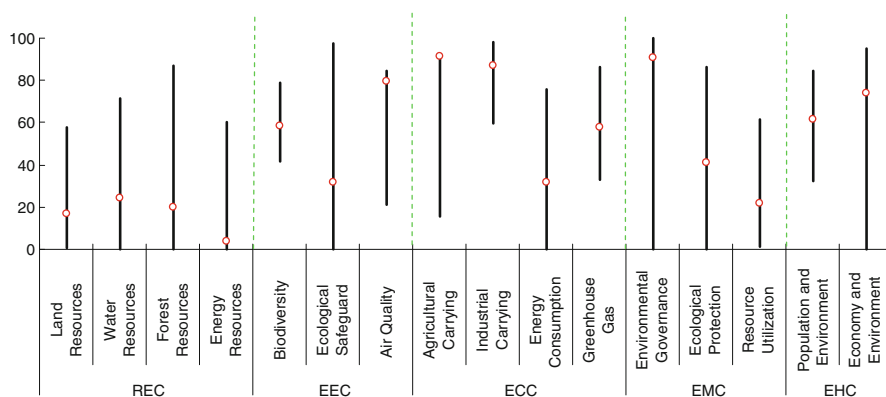 100
80
60
40
20
0
Land
Resources
Water
Resources
Forest
Resources
Energy
Resources
Biodiversity
Ecological
Safeguard
Air Quality
Agricultural
Carrying
Industrial
Carrying
Energy
Consumption
Greenhouse
Gas
Environmental
Governance
Ecological
Protection
Resource
Utilization
Population and
Environment
Economy and
Environment
REC
EEC
ECC
EMC
EHC